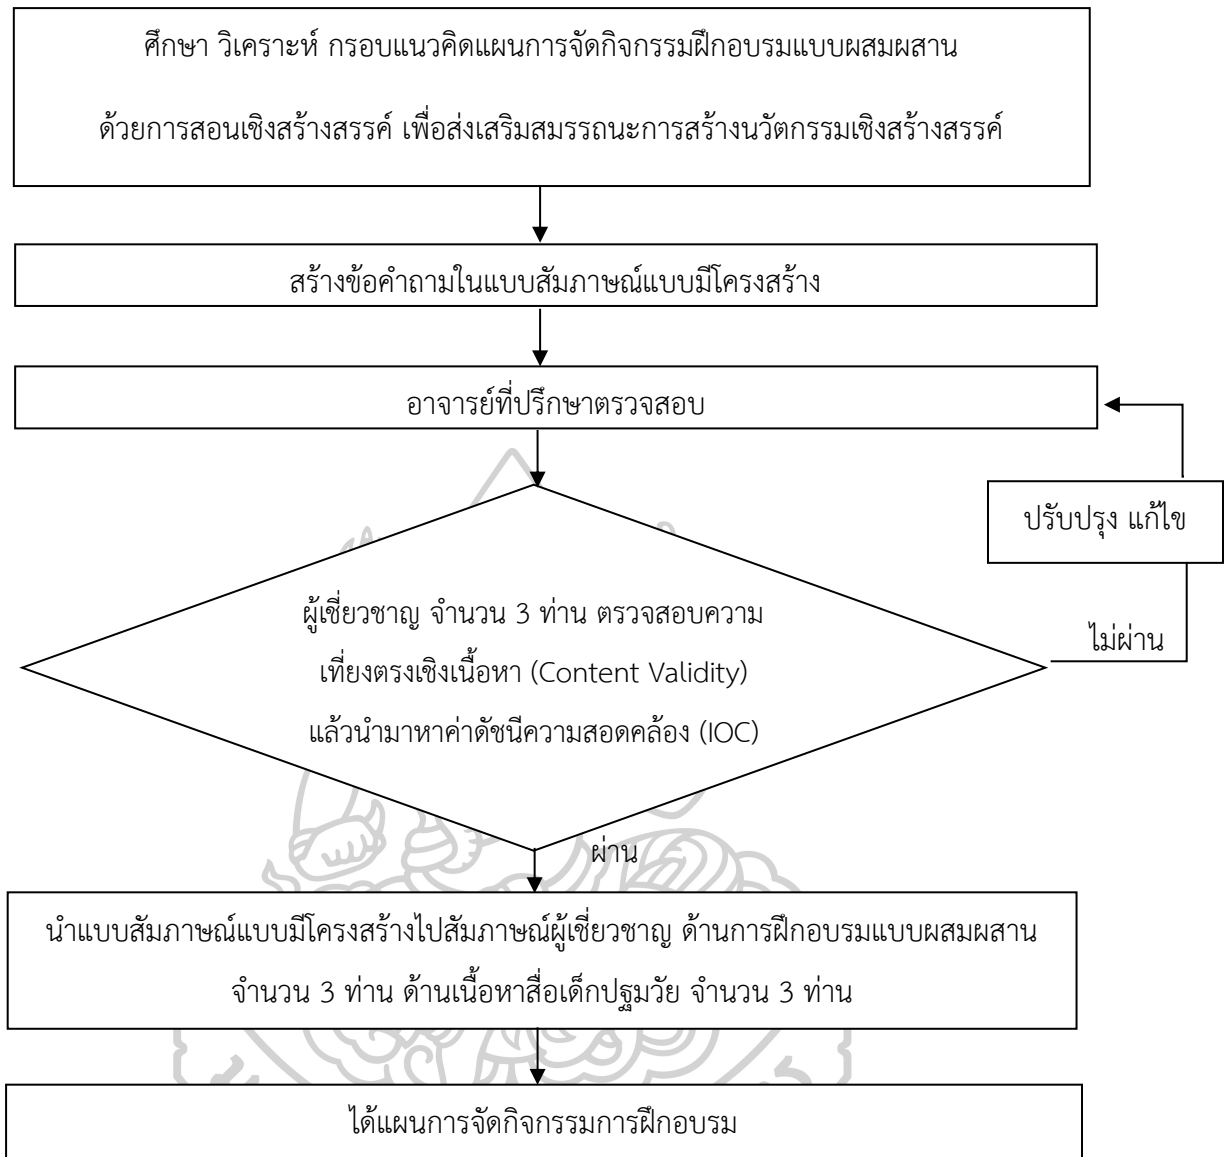 ศึกษา วิเคราะห์ กรอบแนวคิดแผนการจัดกิจกรรมฝึกอบรมแบบผสมผสาน
ด้วยการสอนเชิงสร้างสรรค์ เพื่อส่งเสริมสมรรถนะการสร้างนวัตกรรมเชิงสร้างสรรค์
สร้างข้อคำถามในแบบสัมภาษณ์แบบมีโครงสร้าง
อาจารย์ที่ปรึกษาตรวจสอบ
ปรับปรุง แก้ไข
ผู้เชี่ยวชาญ จำนวน 3 ท่าน ตรวจสอบความ
เที่ยงตรงเชิงเนื้อหา (Content Validity)
แล้วนำมาหาค่าดัชนีความสอดคล้อง (IOC)
ไม่ผ่าน
ผ่าน
นำแบบสัมภาษณ์แบบมีโครงสร้างไปสัมภาษณ์ผู้เชี่ยวชาญ ด้านการฝึกอบรมแบบผสมผสาน
จำนวน 3 ท่าน ด้านเนื้อหาสื่อเด็กปฐมวัย จำนวน 3 ท่าน
ได้แผนการจัดกิจกรรมการฝึกอบรม